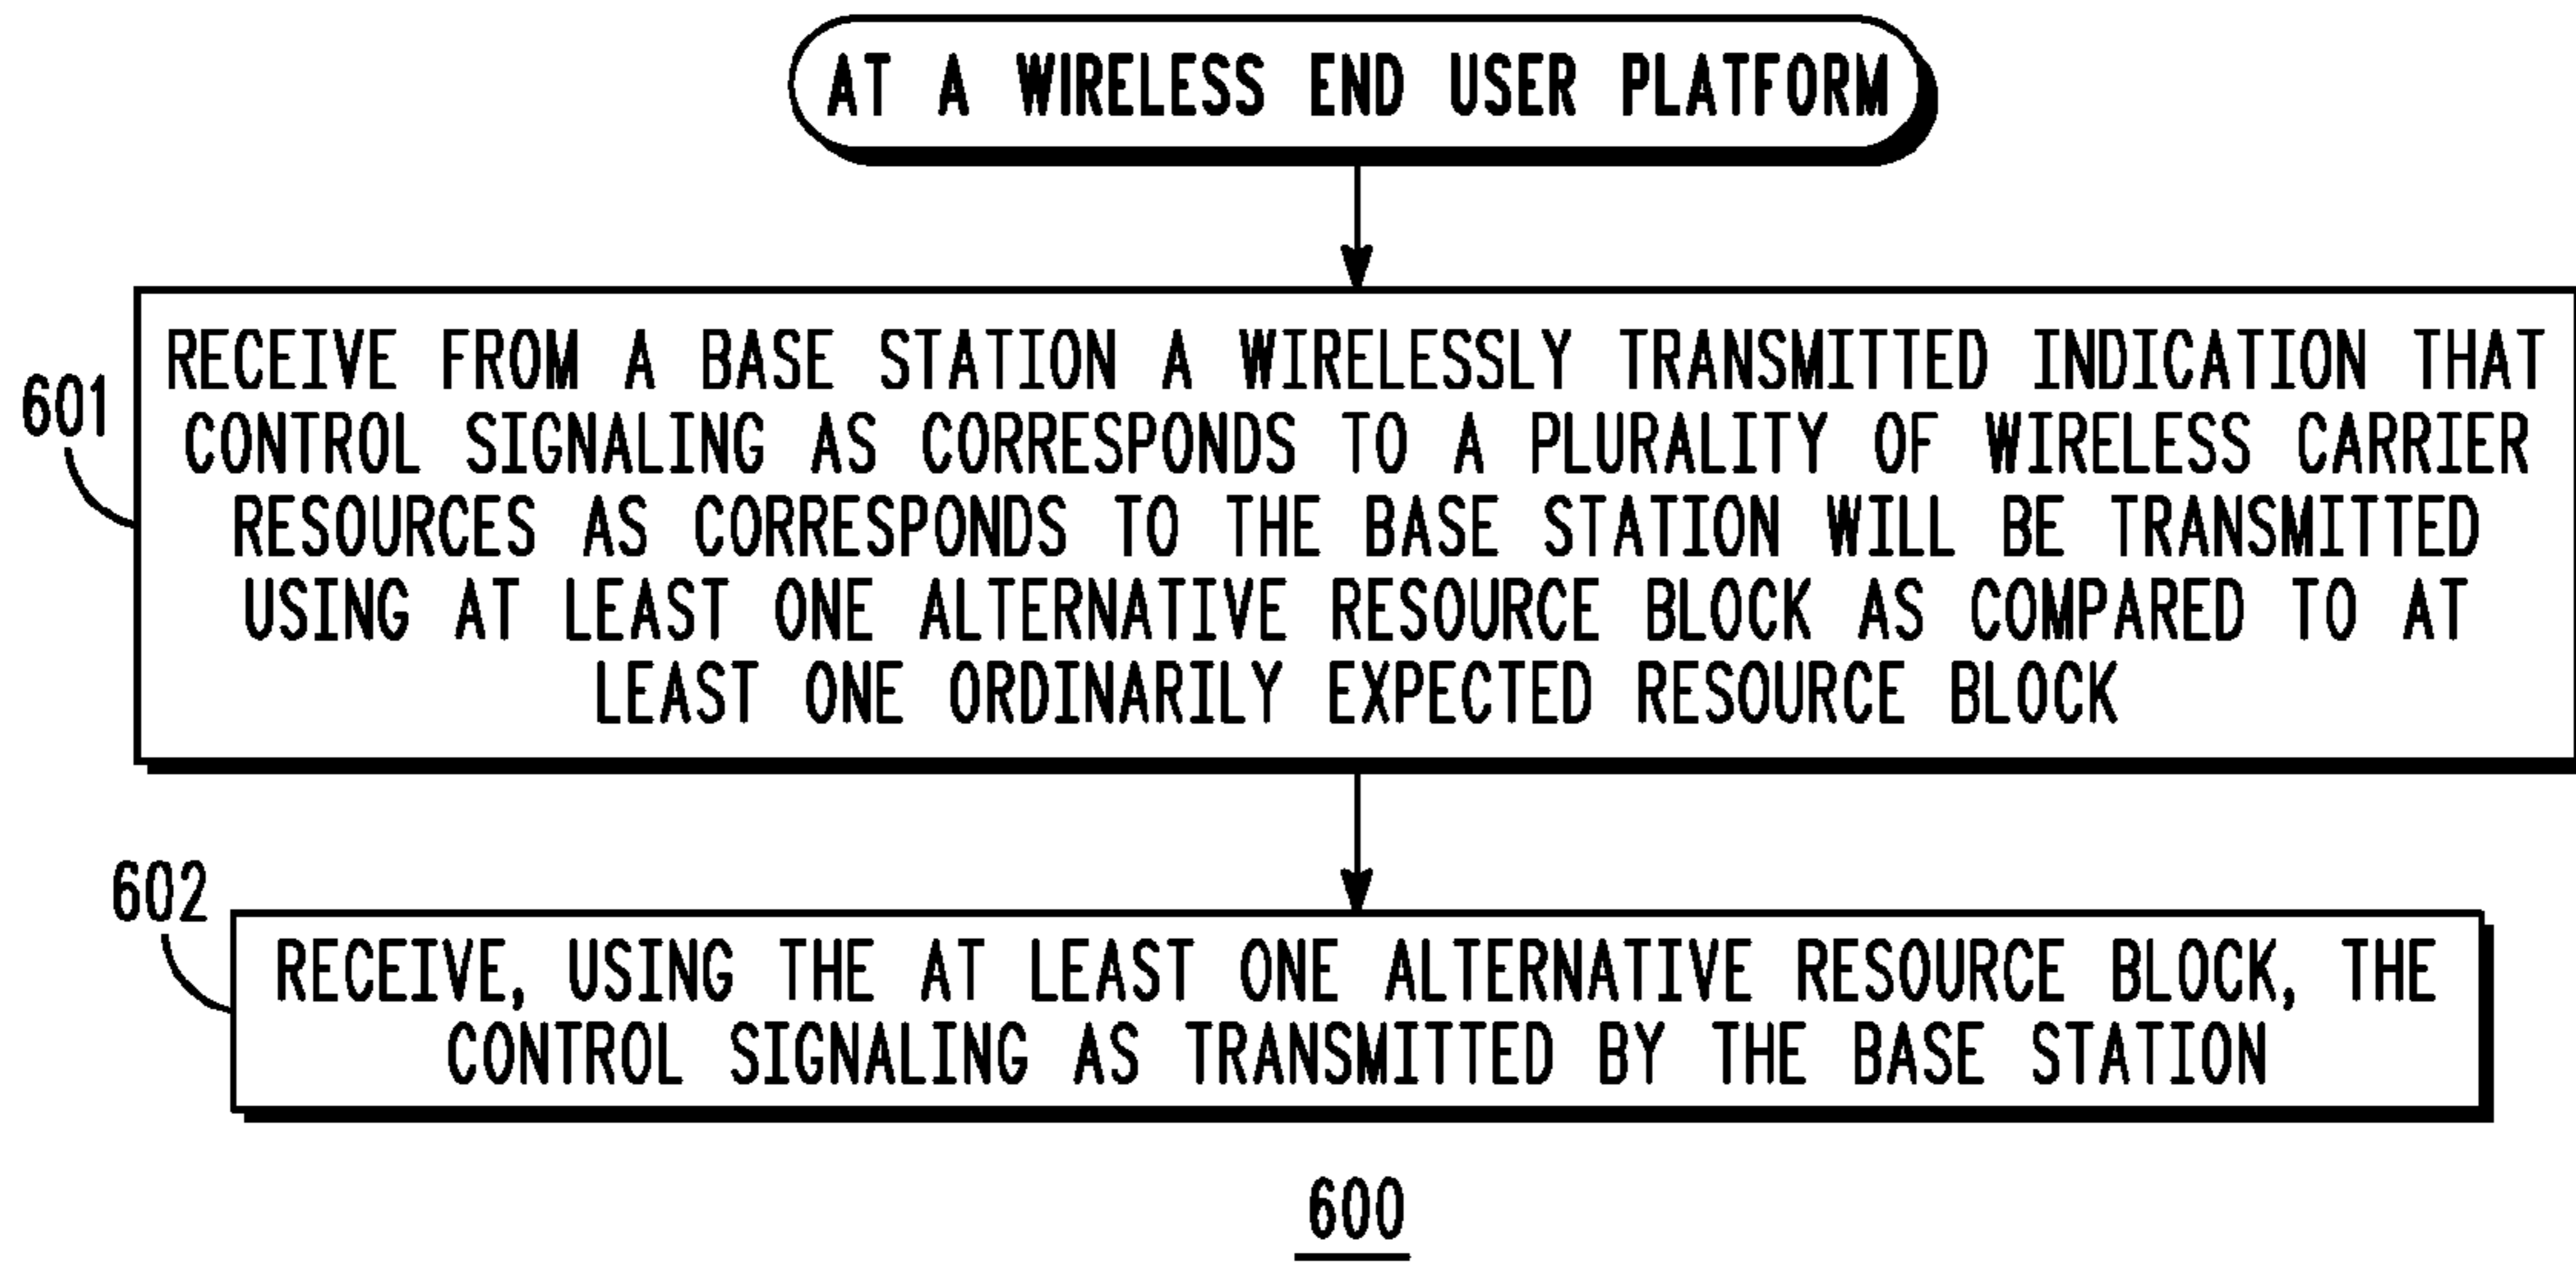 AT A WIRELESS END USER PLATFORM
601
RECEIVE FROM A BASE STATION A WIRELESSLY TRANSMITTED INDICATION THAT
CONTROL SIGNALING AS CORRESPONDS TO A PLURALITY OF WIRELESS CARRIER
RESOURCES AS CORRESPONDS TO THE BASE STATION WILL BE TRANSMITTED
USING AT LEAST ONE ALTERNATIVE RESOURCE BLOCK AS COMPARED TO AT
LEAST ONE ORDINARILY EXPECTED RESOURCE BLOCK
602
RECEIVE, USING THE AT LEAST ONE ALTERNATIVE RESOURCE BLOCK, THE
CONTROL SIGNALING AS TRANSMITTED BY THE BASE STATION
600